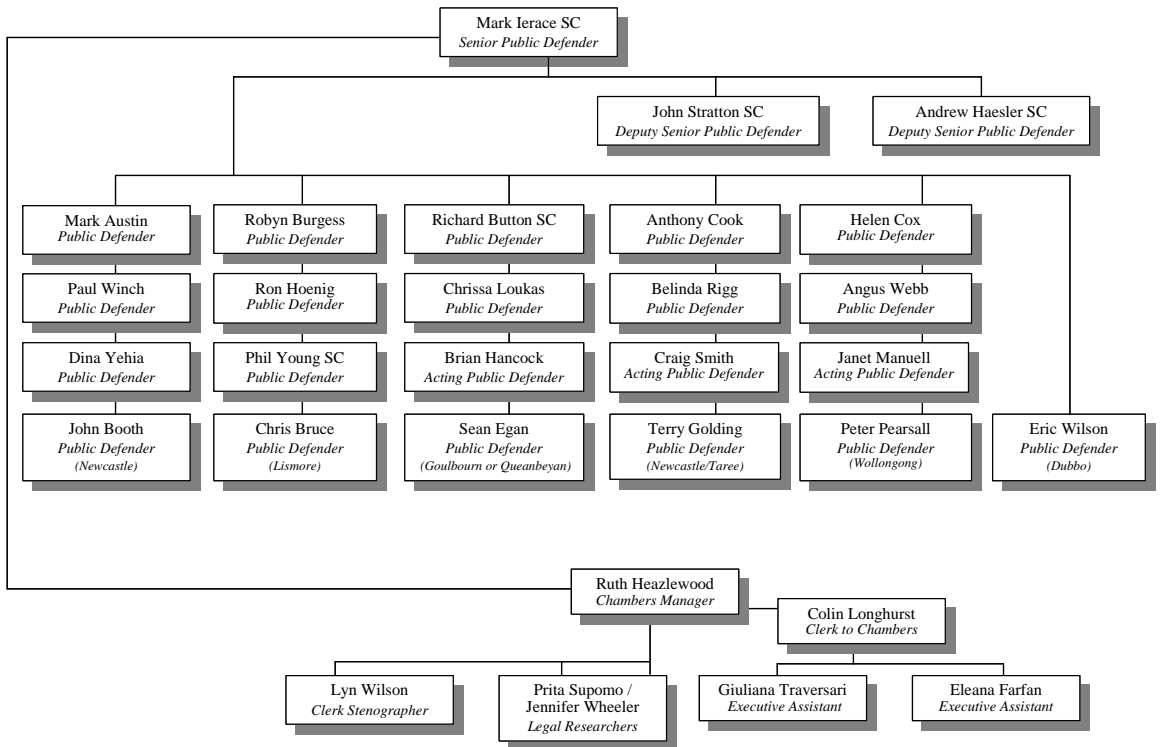 Mark Ierace SC
Senior Public Defender
John Stratton SC
Deputy Senior Public Defender
Andrew Haesler SC
Deputy Senior Public Defender
Mark Austin
Public Defender
Robyn Burgess
Public Defender
Richard Button SC
Public Defender
Anthony Cook
Public Defender
Helen Cox
Public Defender
Paul Winch
Public Defender
Ron Hoenig
Public Defender
Chrissa Loukas
Public Defender
Belinda Rigg
Public Defender
Angus Webb
Public Defender
Dina Yehia
Public Defender
Phil Young SC
Public Defender
Brian Hancock
Acting Public Defender
Craig Smith
Acting Public Defender
Janet Manuell
Acting Public Defender
John Booth
Public Defender
(Newcastle)
Chris Bruce
Public Defender
(Lismore)
Sean Egan
Public Defender
(Goulbourn or Queanbeyan)
Terry Golding
Public Defender
(Newcastle/Taree)
Peter Pearsall
Public Defender
(Wollongong)
Eric Wilson
Public Defender
(Dubbo)
Ruth Heazlewood
Chambers Manager
Colin Longhurst
Clerk to Chambers
Lyn Wilson
Clerk Stenographer
Prita Supomo /
Jennifer Wheeler
Legal Researchers
Giuliana Traversari
Executive Assistant
Eleana Farfan
Executive Assistant